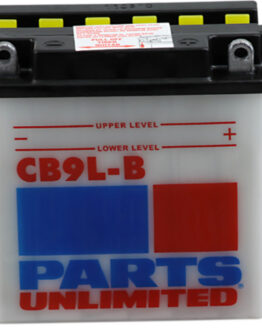 UPPER LEVEL
- +
LOWER LEVEL
CB9L-B
PARTS
UNLIMITED